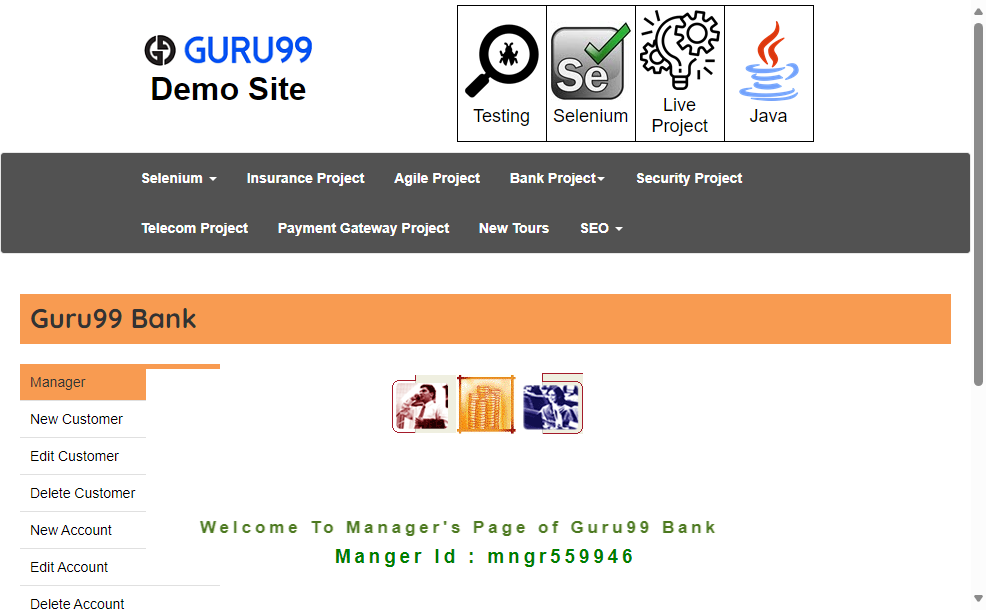 GURU99
Demo Site
Testing
Se
Selenium
Live
Project
Java
Selenium
Insurance Project
Agile Project
Bank Project
Security Project
Telecom Project
Payment Gateway Project
New Tours
SEO
Guru99 Bank
Manager
New Customer
Edit Customer
Delete Customer
New Account
Edit Account
Delete Account
Welcome To Manager's Page of Guru99 Bank
Manger Id : mngr559946